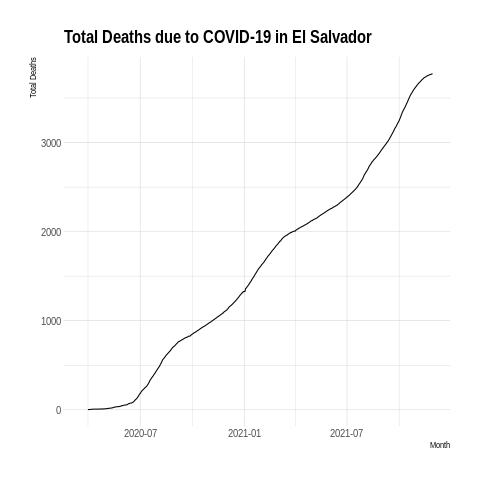 Total Deaths due to COVID-19 in El Salvador
Total Deaths
3000
2000
1000
0
2020-07 2021-01 2021-07
Month